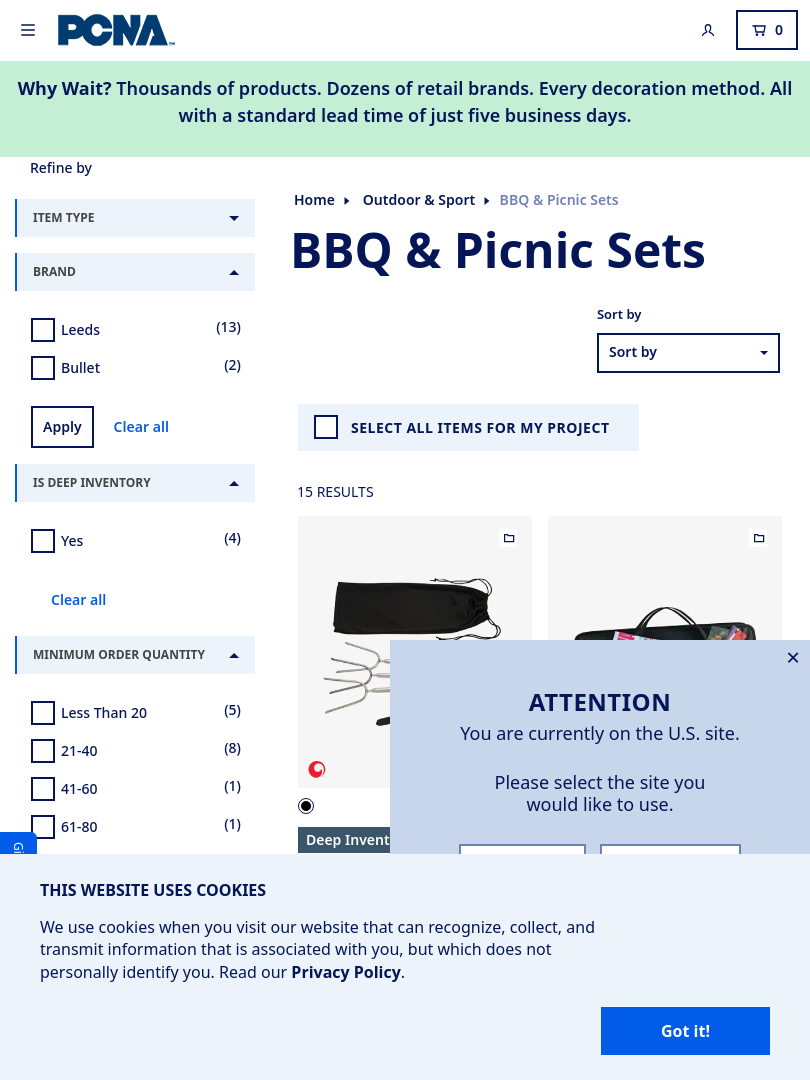 PCNA
0
Why Wait? Thousands of products. Dozens of retail brands. Every decoration method. All
with a standard lead time of just five business days.
Refine by
ITEM TYPE
BRAND
Leeds (13)
Bullet (2)
Apply Clear all
IS DEEP INVENTORY
Yes (4)
Clear all
MINIMUM ORDER QUANTITY
Less Than 20 (5)
21-40 (8)
41-60 (1)
61-80 (1)
Home Outdoor & Sport BBQ & Picnic Sets
BBQ & Picnic Sets
Sort by
Sort by
SELECT ALL ITEMS FOR MY PROJECT
15 RESULTS
Deep Invent
ATTENTION
You are currently on the U.S. site.
Please select the site you
would like to use.
THIS WEBSITE USES COOKIES
We use cookies when you visit our website that can recognize, collect, and
transmit information that is associated with you, but which does not
personally identify you. Read our Privacy Policy.
Got it!